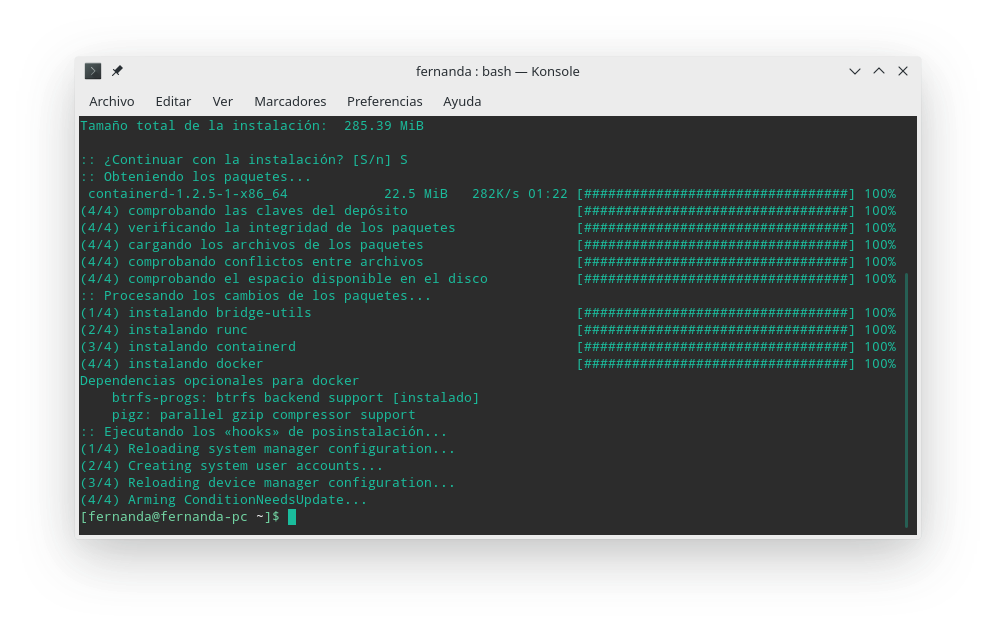 fernanda : bash — Konsole
Archivo Editar Ver Marcadores Preferencias Ayuda
Tamaño total de la instalación:  285.39 MiB
:: ¿Continuar con la instalación? [S/n] S
:: Obteniendo los paquetes...
 containerd-1.2.5-1-x86_64            22.5 MiB   282K/s 01:22 [#################################] 100%
(4/4) comprobando las claves del depósito                     [#################################] 100%
(4/4) verificando la integridad de los paquetes               [#################################] 100%
(4/4) cargando los archivos de los paquetes                   [#################################] 100%
(4/4) comprobando conflictos entre archivos                   [#################################] 100%
(4/4) comprobando el espacio disponible en el disco           [#################################] 100%
:: Procesando los cambios de los paquetes...
(1/4) instalando bridge-utils                                 [#################################] 100%
(2/4) instalando runc                                         [#################################] 100%
(3/4) instalando containerd                                   [#################################] 100%
(4/4) instalando docker                                       [#################################] 100%
Dependencias opcionales para docker
    btrfs-progs: btrfs backend support [instalado]
    pigz: parallel gzip compressor support
:: Ejecutando los «hooks» de posinstalación...
(1/4) Reloading system manager configuration...
(2/4) Creating system user accounts...
(3/4) Reloading device manager configuration...
(4/4) Arming ConditionNeedsUpdate...
[fernanda@fernanda-pc ~]$